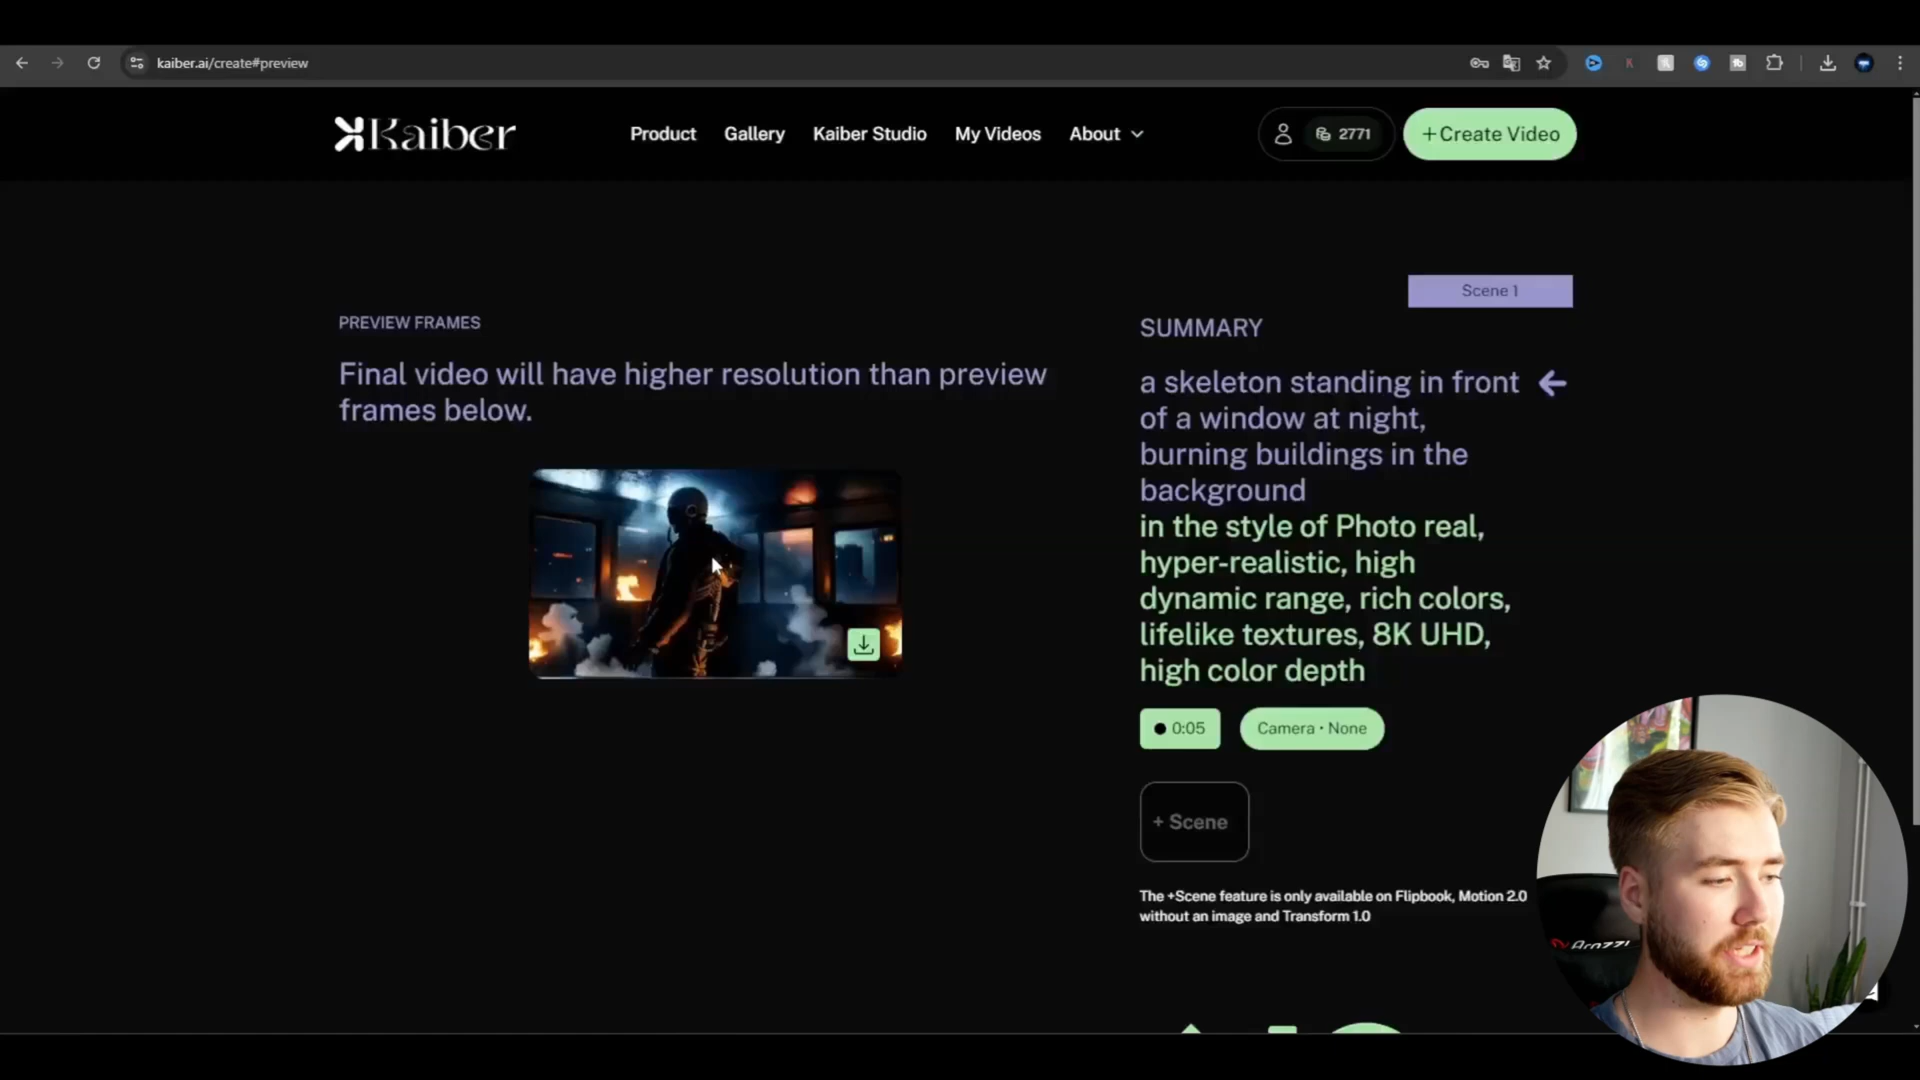 kaiber.ai/create#preview
Kaiber
Product
Gallery
Kaiber Studio
My Videos
About
2771
+Create Video
Scene 1
PREVIEW FRAMES
Final video will have higher resolution than preview
frames below.
SUMMARY
a skeleton standing in front
of a window at night,
burning buildings in the
background
in the style of Photo real,
hyper-realistic, high
dynamic range, rich colors,
lifelike textures, 8K UHD,
high color depth
0:05
Camera · None
+ Scene
The +Scene feature is only available on Flipbook, Motion 2.0
without an image and Transform 1.0
Arozzi